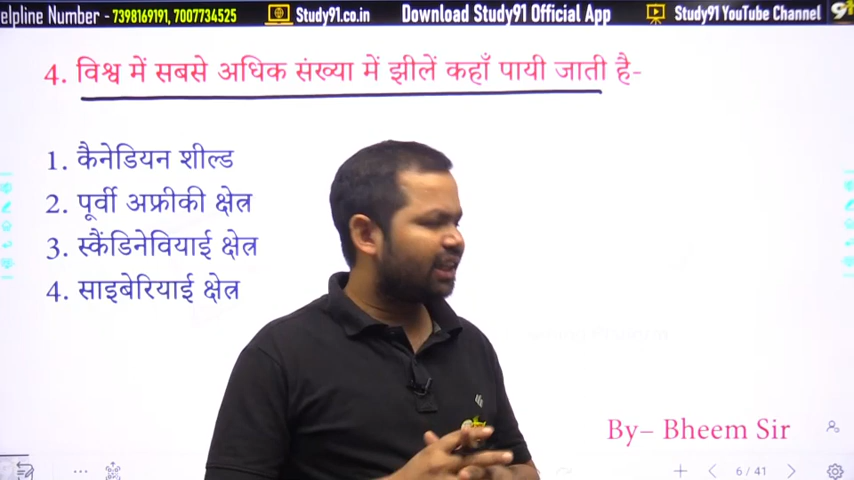 elpline Number - 7398169191, 7007734525 Study91.co.in Download Study91 Official App Study91 YouTube Channel
4. विश्व में सबसे अधिक संख्या में झीलें कहाँ पायी जाती है-
1. कैनेडियन शील्ड
2. पूर्वी अफ्रीकी क्षेत्र
3. स्कैंडिनेवियाई क्षेत्र
4. साइबेरियाई क्षेत्र
By– Bheem Sir
6 / 41